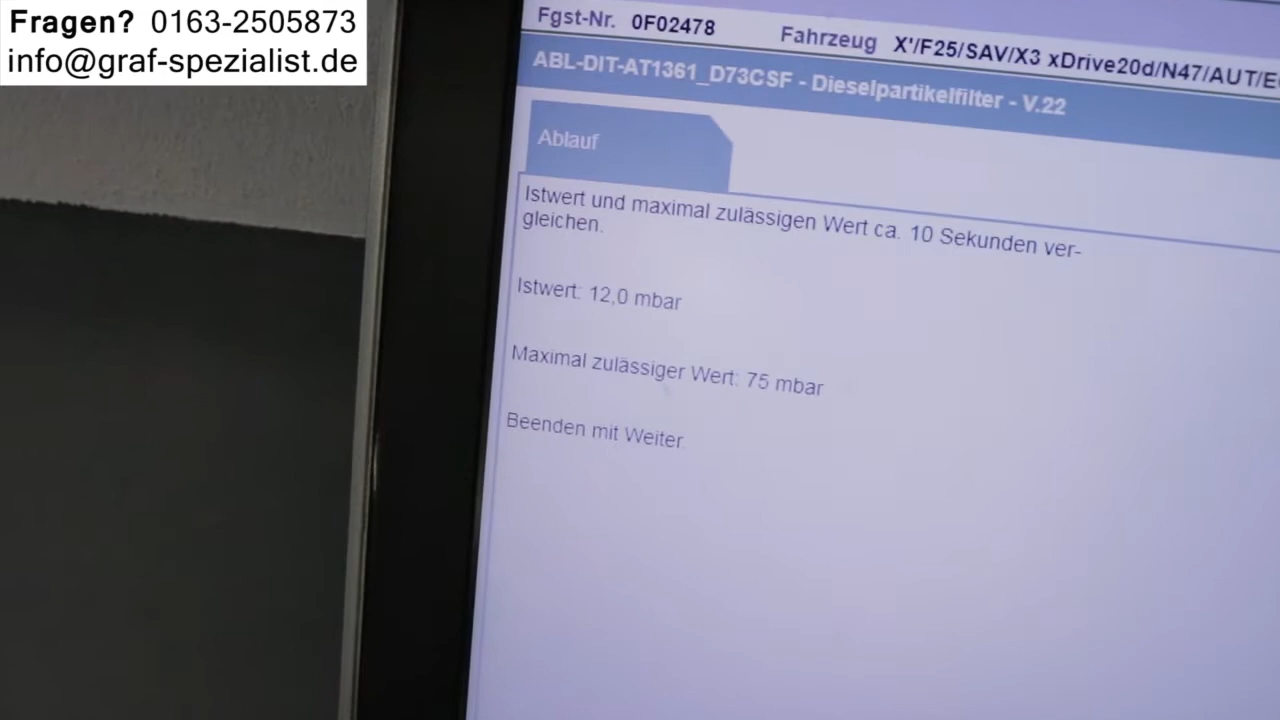 Fragen? 0163-2505873
info@graf-spezialist.de
Fgst-Nr. 0F02478 Fahrzeug X'/F25/SAV/X3 xDrive20d/N47/AUT/E
ABL-DIT-AT1361_D73CSF - Dieselpartikelfilter - V.22
Ablauf
Istwert und maximal zulässigen Wert ca. 10 Sekunden ver-
gleichen.
Istwert: 12,0 mbar
Maximal zulässiger Wert: 75 mbar
Beenden mit Weiter.